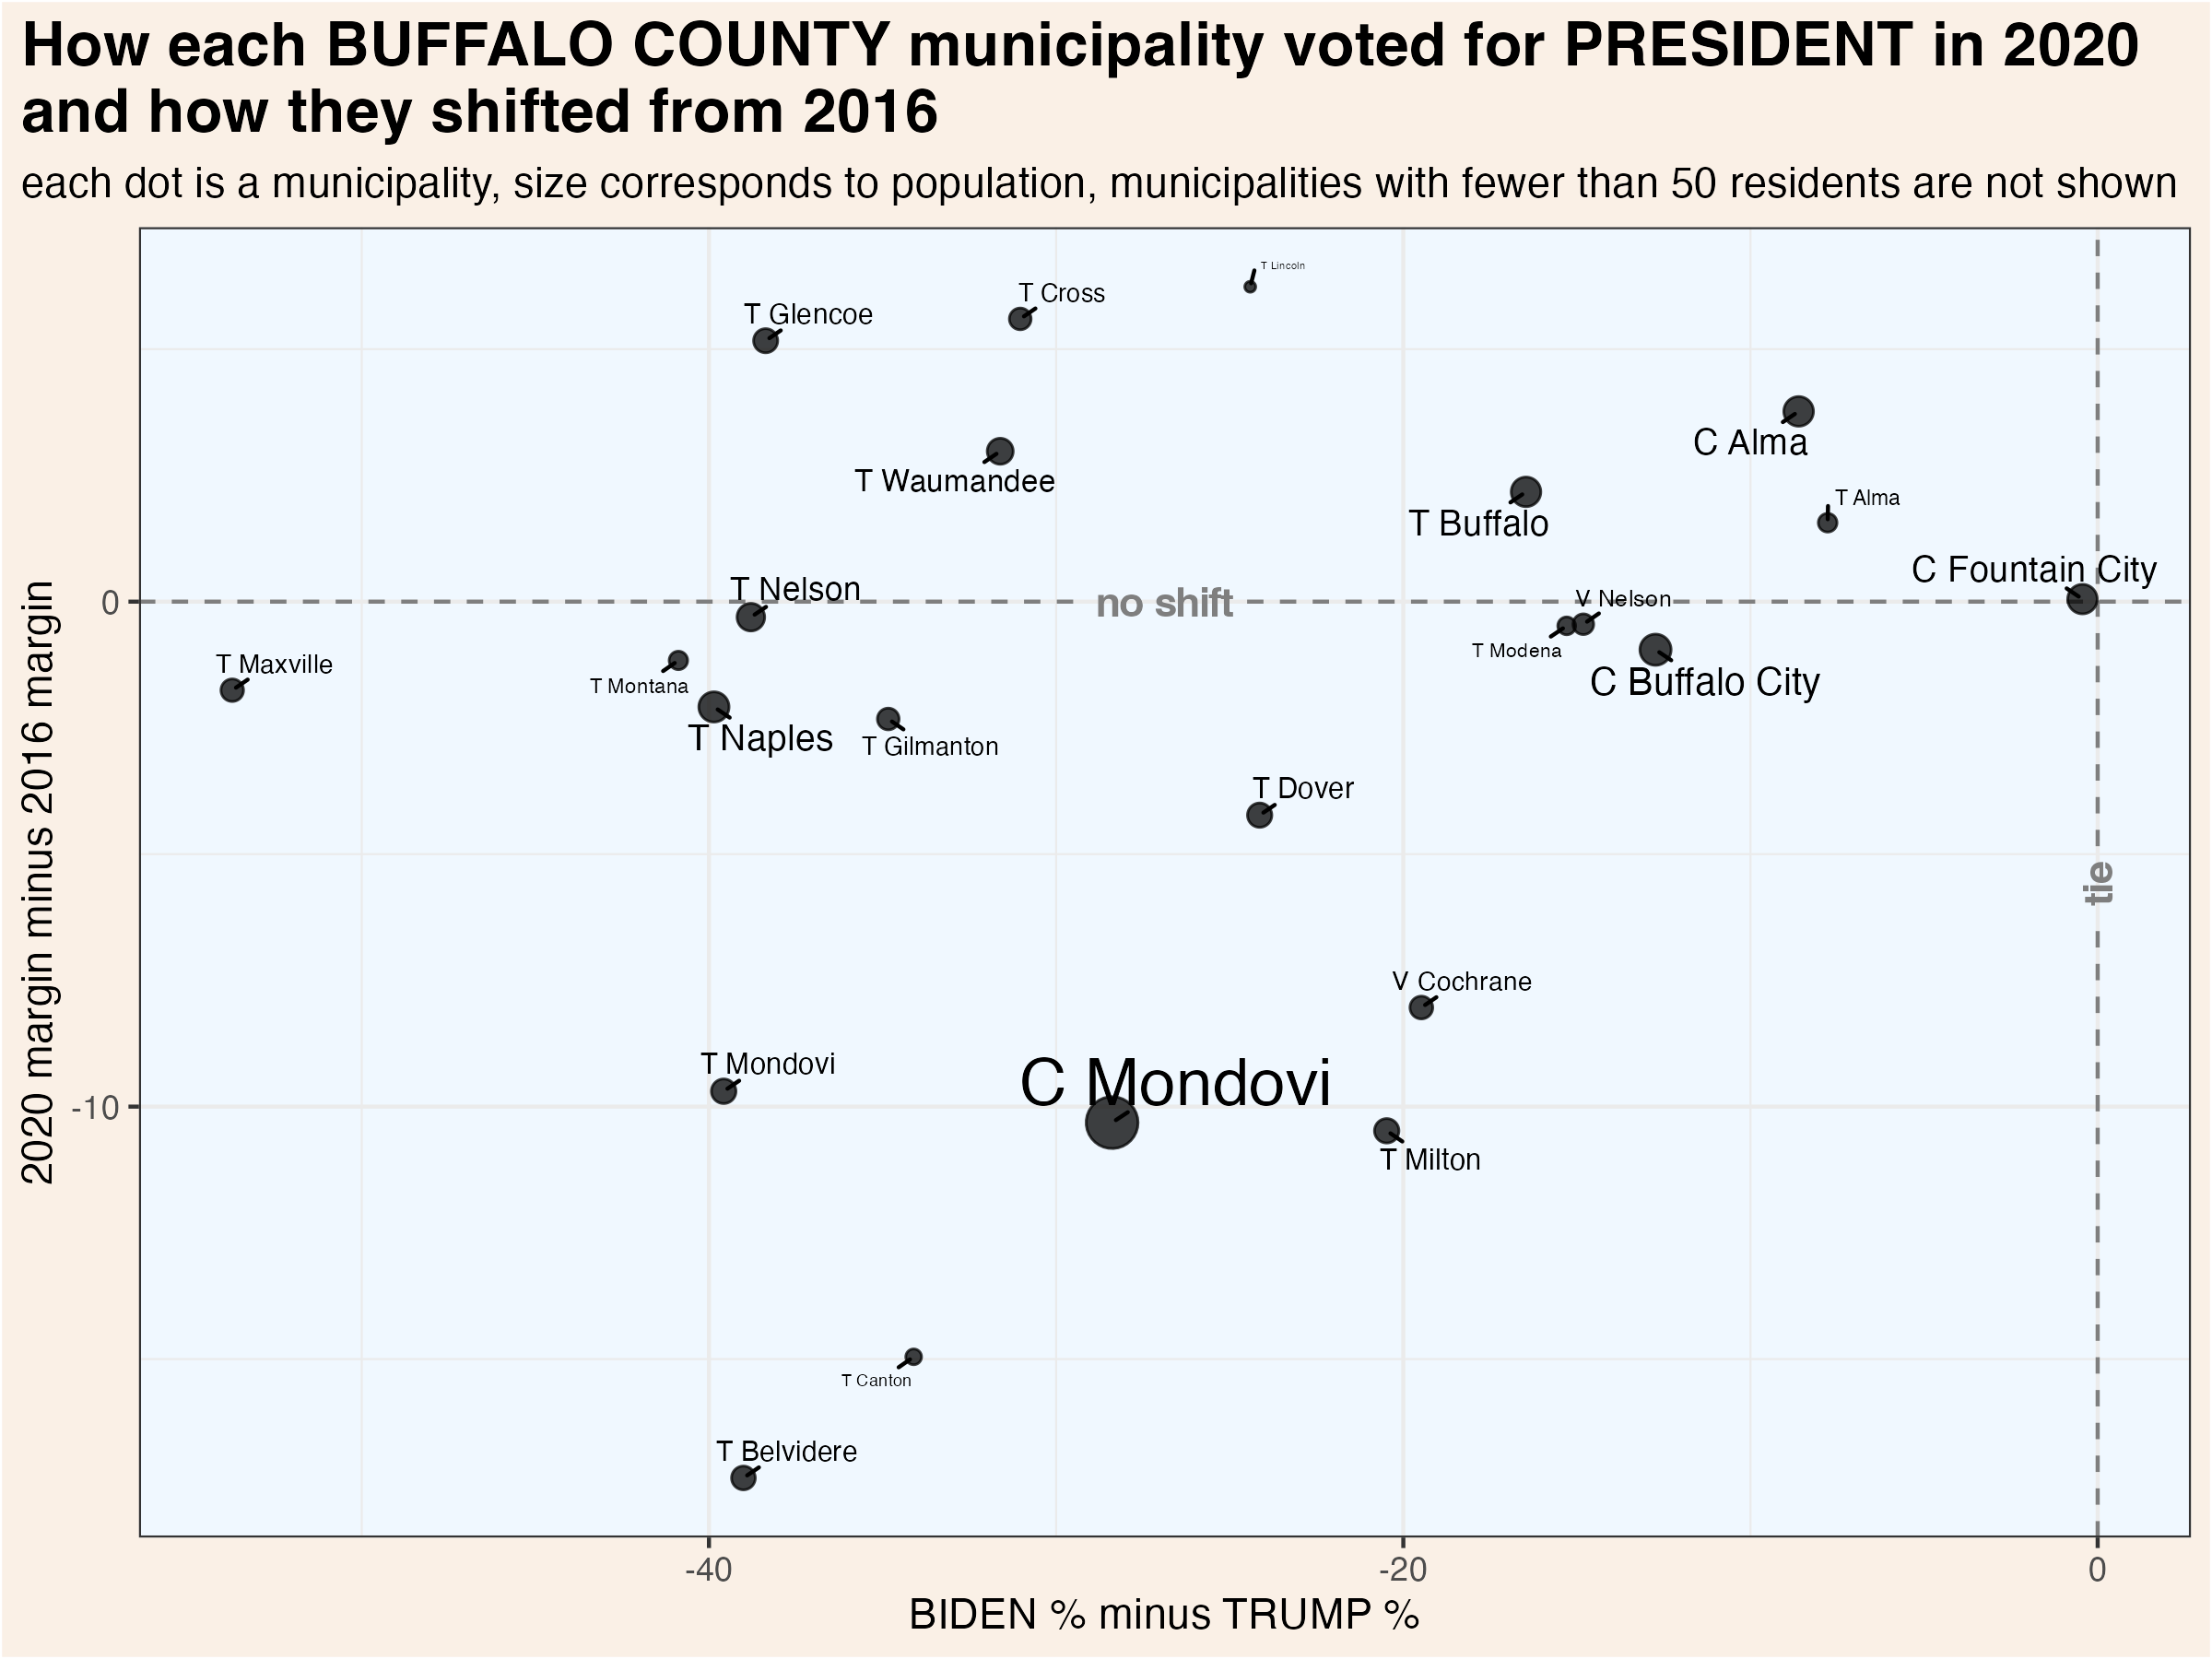 How each BUFFALO COUNTY municipality voted for PRESIDENT in 2020
and how they shifted from 2016
each dot is a municipality, size corresponds to population, municipalities with fewer than 50 residents are not shown
T Lincoln
T Cross
T Glencoe
C Alma
T Waumandee
T Alma
T Buffalo
C Fountain City
T Nelson
V Nelson
no shift
0
T Modena
T Maxville
C Buffalo City
T Montana
T Naples
T Gilmanton
T Dover
tie
2020 margin minus 2016 margin
V Cochrane
T Mondovi
C Mondovi
-10
T Milton
T Canton
T Belvidere
-40
-20
0
BIDEN % minus TRUMP %